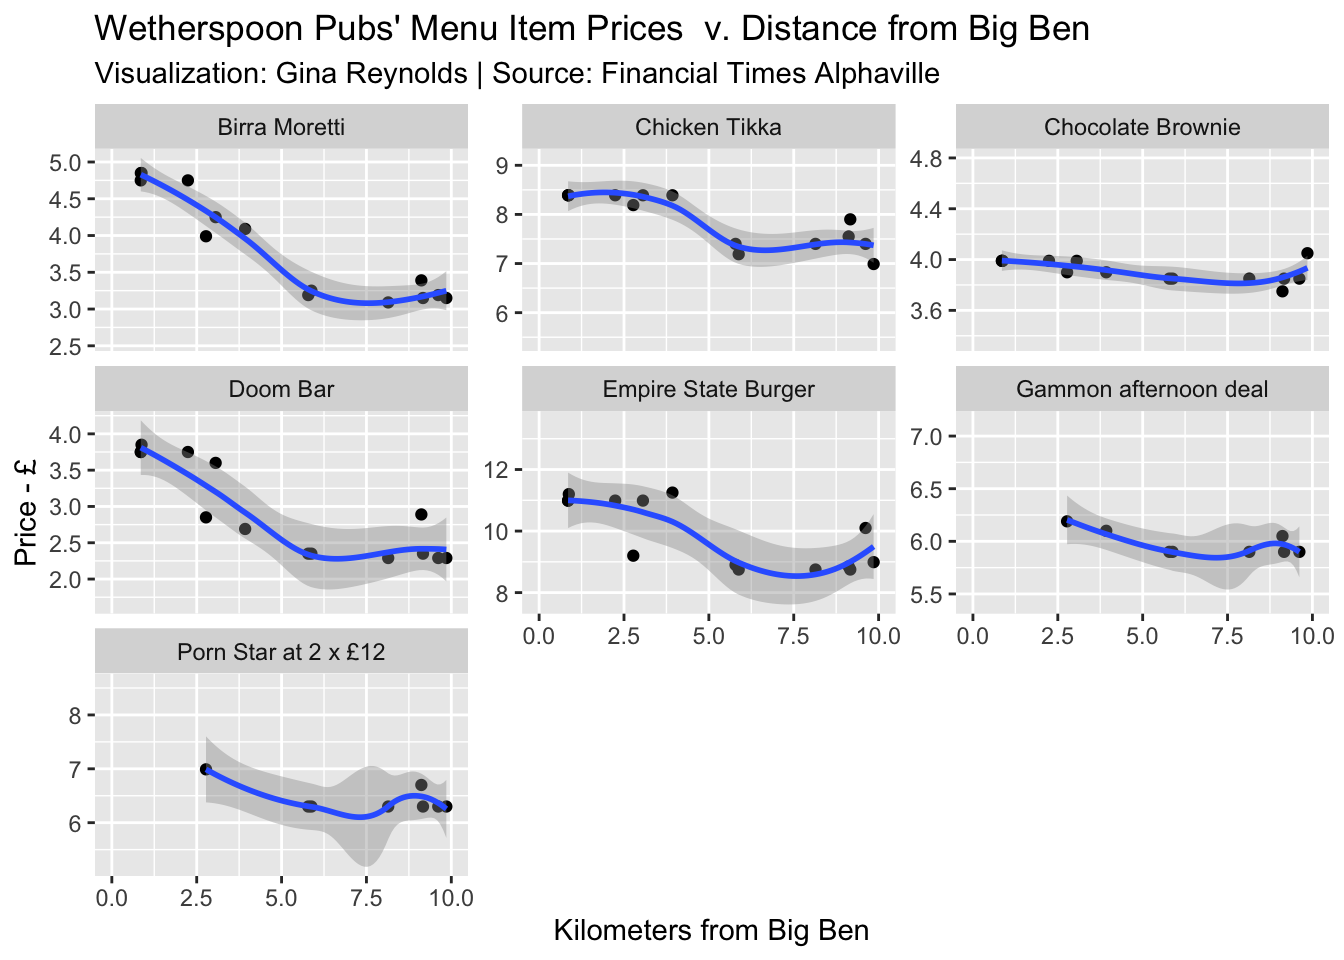 Wetherspoon Pubs' Menu Item Prices  v. Distance from Big Ben
Visualization: Gina Reynolds | Source: Financial Times Alphaville
Birra Moretti
Chicken Tikka
Chocolate Brownie
5.0
4.5
4.0
3.5
3.0
2.5
9
8
7
6
4.8
4.4
4.0
3.6
Doom Bar
Empire State Burger
Gammon afternoon deal
Price - £
4.0
3.5
3.0
2.5
2.0
12
10
8
0.0 2.5 5.0 7.5 10.0
7.0
6.5
6.0
5.5
0.0 2.5 5.0 7.5 10.0
Porn Star at 2 x £12
8
7
6
0.0 2.5 5.0 7.5 10.0
Kilometers from Big Ben